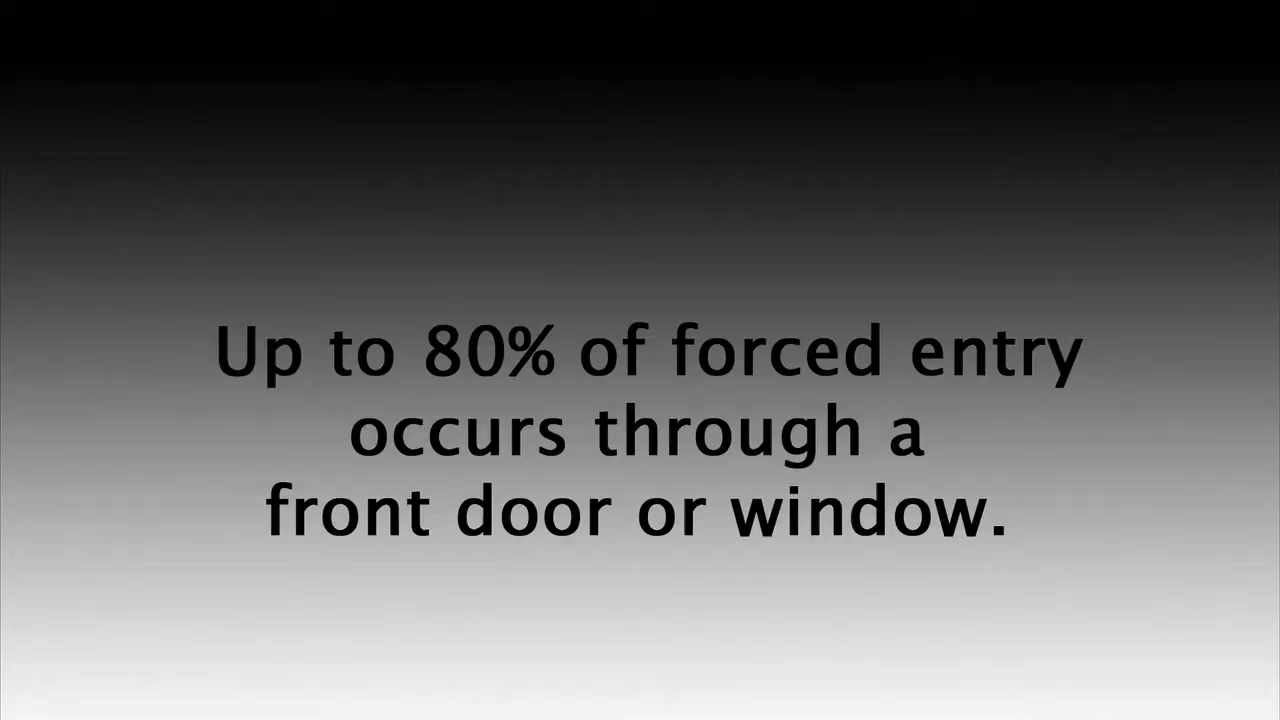 Up to 80% of forced entry
occurs through a
front door or window.